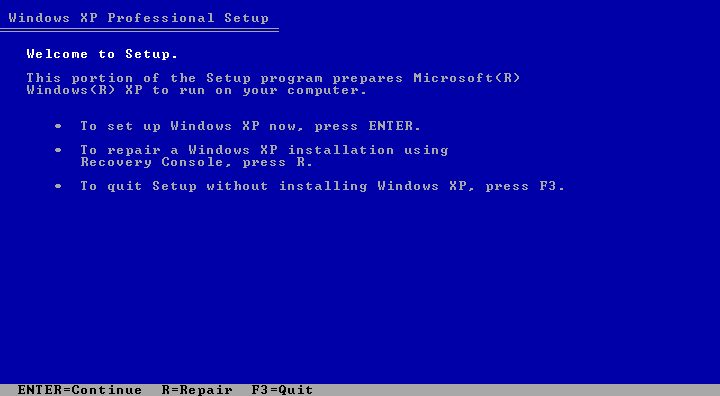 Windows XP Professional Setup
Welcome to Setup.
This portion of the Setup program prepares Microsoft(R)
Windows(R) XP to run on your computer.
• To set up Windows XP now, press ENTER.
• To repair a Windows XP installation using
Recovery Console, press R.
• To quit Setup without installing Windows XP, press F3.
ENTER=Continue R=Repair F3=Quit